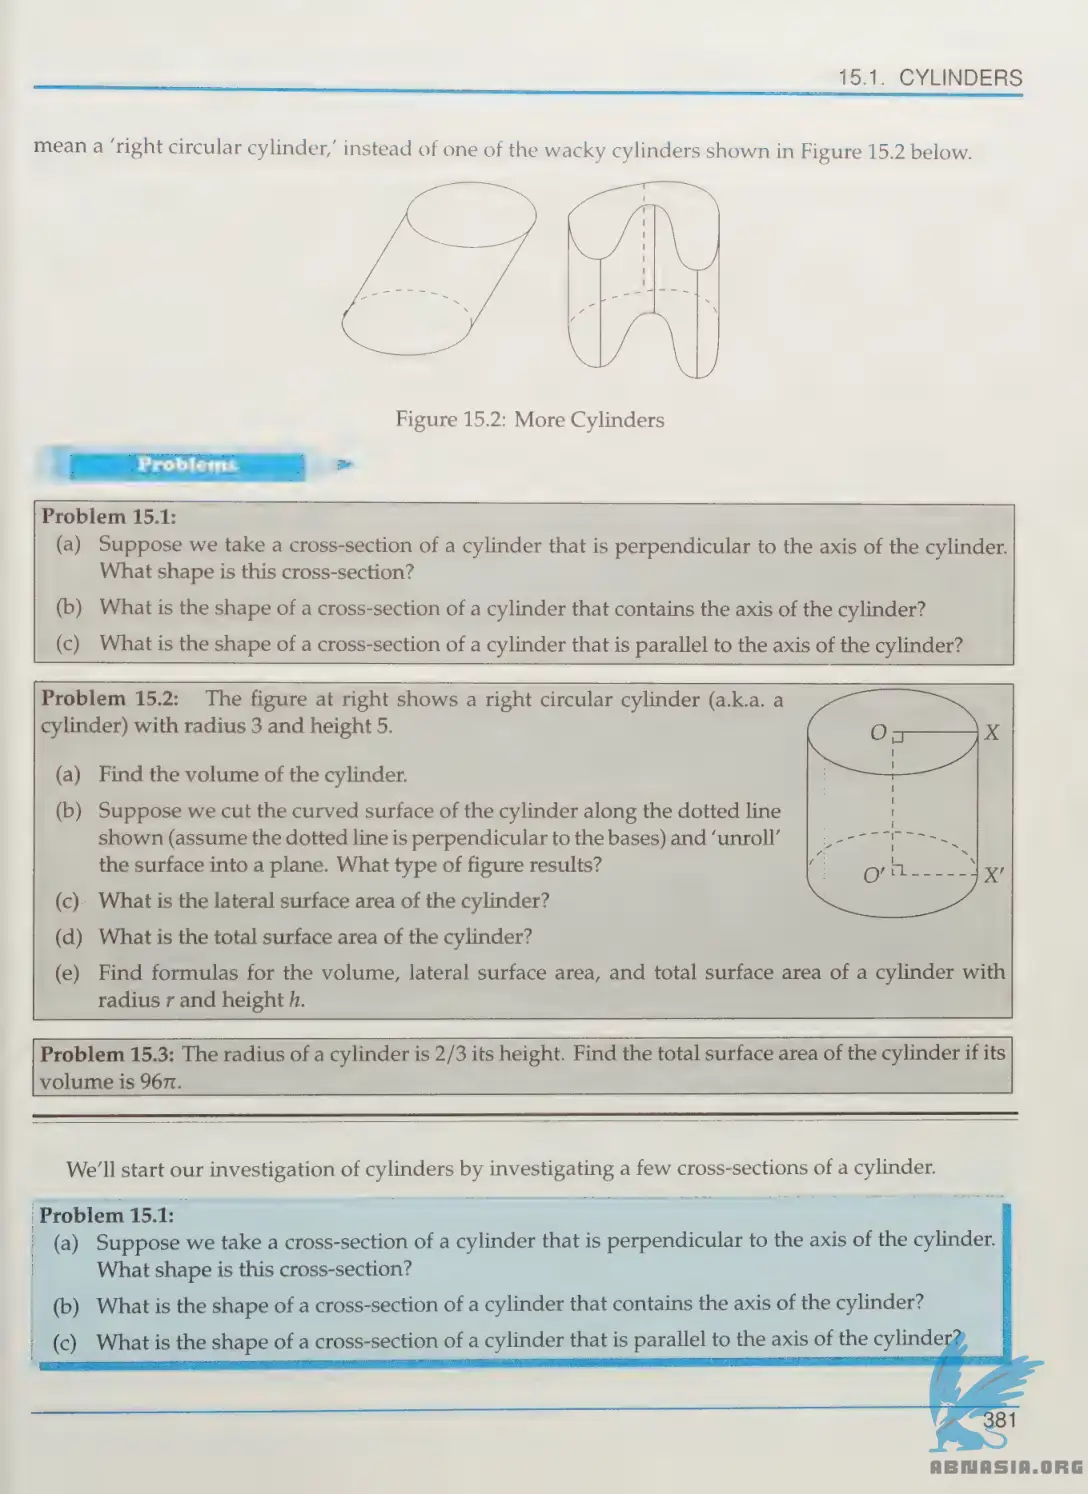 15.1. CYLINDERS
mean a 'right circular cylinder,' instead of one of the wacky cylinders shown in Figure 15.2 below.
Figure 15.2: More Cylinders
Problems
Problem 15.1:
(a) Suppose we take a cross-section of a cylinder that is perpendicular to the axis of the cylinder.
What shape is this cross-section?
(b) What is the shape of a cross-section of a cylinder that contains the axis of the cylinder?
(c) What is the shape of a cross-section of a cylinder that is parallel to the axis of the cylinder?
Problem 15.2: The figure at right shows a right circular cylinder (a.k.a. a
cylinder) with radius 3 and height 5.
(a) Find the volume of the cylinder.
(b) Suppose we cut the curved surface of the cylinder along the dotted line
shown (assume the dotted line is perpendicular to the bases) and 'unroll'
the surface into a plane. What type of figure results?
(c) What is the lateral surface area of the cylinder?
(d) What is the total surface area of the cylinder?
(e) Find formulas for the volume, lateral surface area, and total surface area of a cylinder with
radius r and height h.
O X
O' X'
Problem 15.3: The radius of a cylinder is 2/3 its height. Find the total surface area of the cylinder if its
volume is 96π.
We'll start our investigation of cylinders by investigating a few cross-sections of a cylinder.
Problem 15.1:
(a) Suppose we take a cross-section of a cylinder that is perpendicular to the axis of the cylinder.
What shape is this cross-section?
(b) What is the shape of a cross-section of a cylinder that contains the axis of the cylinder?
(c) What is the shape of a cross-section of a cylinder that is parallel to the axis of the cylinder?
381
ABNASIA.ORG